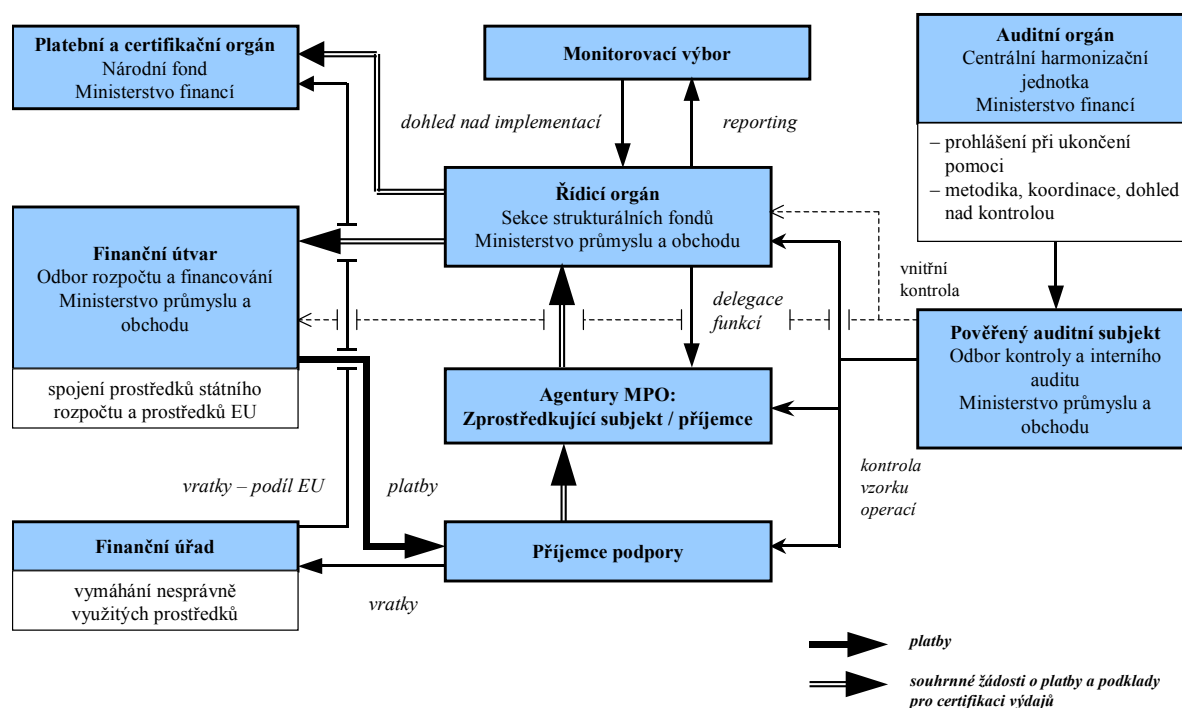 Platební a certifikační orgán
Národní fond
Ministerstvo financí
Monitorovací výbor
Auditní orgán
Centrální harmonizační
jednotka
Ministerstvo financí
– prohlášení při ukončení
pomoci
– metodika, koordinace, dohled
nad kontrolou
dohled nad implementací
reporting
Řídicí orgán
Sekce strukturálních fondů
Ministerstvo průmyslu a obchodu
Finanční útvar
Odbor rozpočtu a financování
Ministerstvo průmyslu a
obchodu
spojení prostředků státního
rozpočtu a prostředků EU
vnitřní
kontrola
delegace
funkcí
Pověřený auditní subjekt
Odbor kontroly a interního
auditu
Ministerstvo průmyslu a
obchodu
Agentury MPO:
Zprostředkující subjekt / příjemce
vratky – podíl EU
platby
kontrola
vzorku
operací
Finanční úřad
vymáhání nesprávně
využitých prostředků
Příjemce podpory
vratky
platby
souhrnné žádosti o platby a podklady
pro certifikaci výdajů